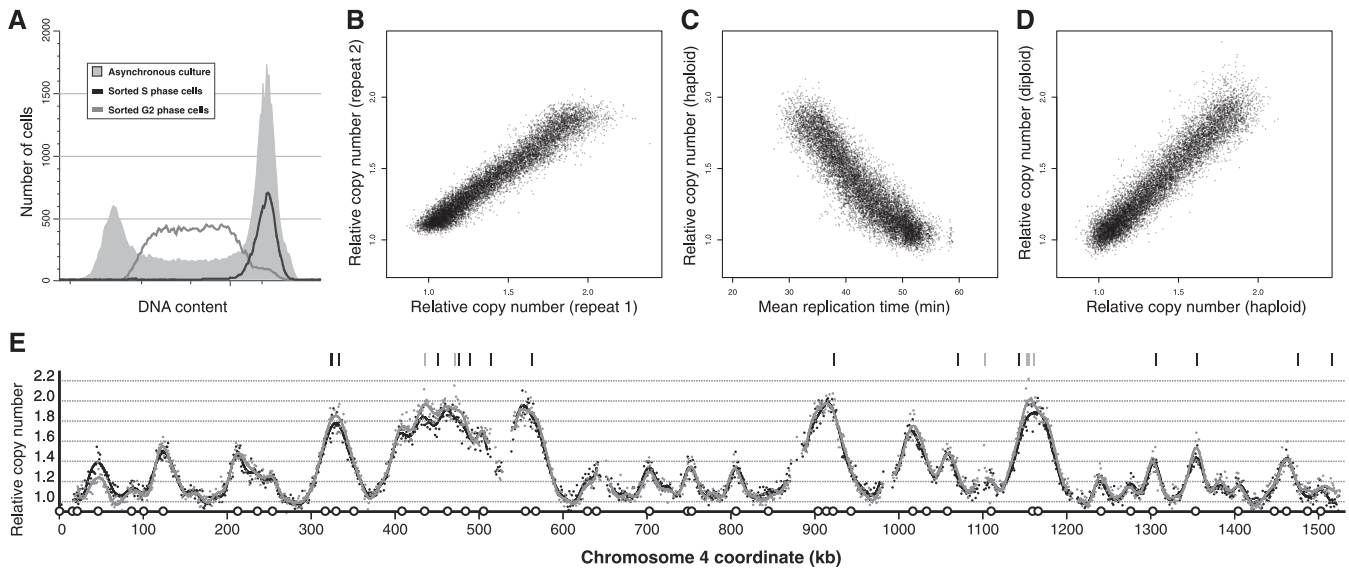 A
Number of cells
2000
1500
1000
500
0
Asynchronous culture
Sorted S phase cells
Sorted G2 phase cells
DNA content
B
Relative copy number (repeat 2)
2.0
1.5
1.0
1.0 1.5 2.0
Relative copy number (repeat 1)
C
Relative copy number (haploid)
2.0
1.5
1.0
20 30 40 50 60
Mean replication time (min)
D
Relative copy number (diploid)
2.0
1.5
1.0
1.0 1.5 2.0
Relative copy number (haploid)
E
Relative copy number
2.2
2.0
1.8
1.6
1.4
1.2
1.0
0 100 200 300 400 500 600 700 800 900 1000 1100 1200 1300 1400 1500
Chromosome 4 coordinate (kb)